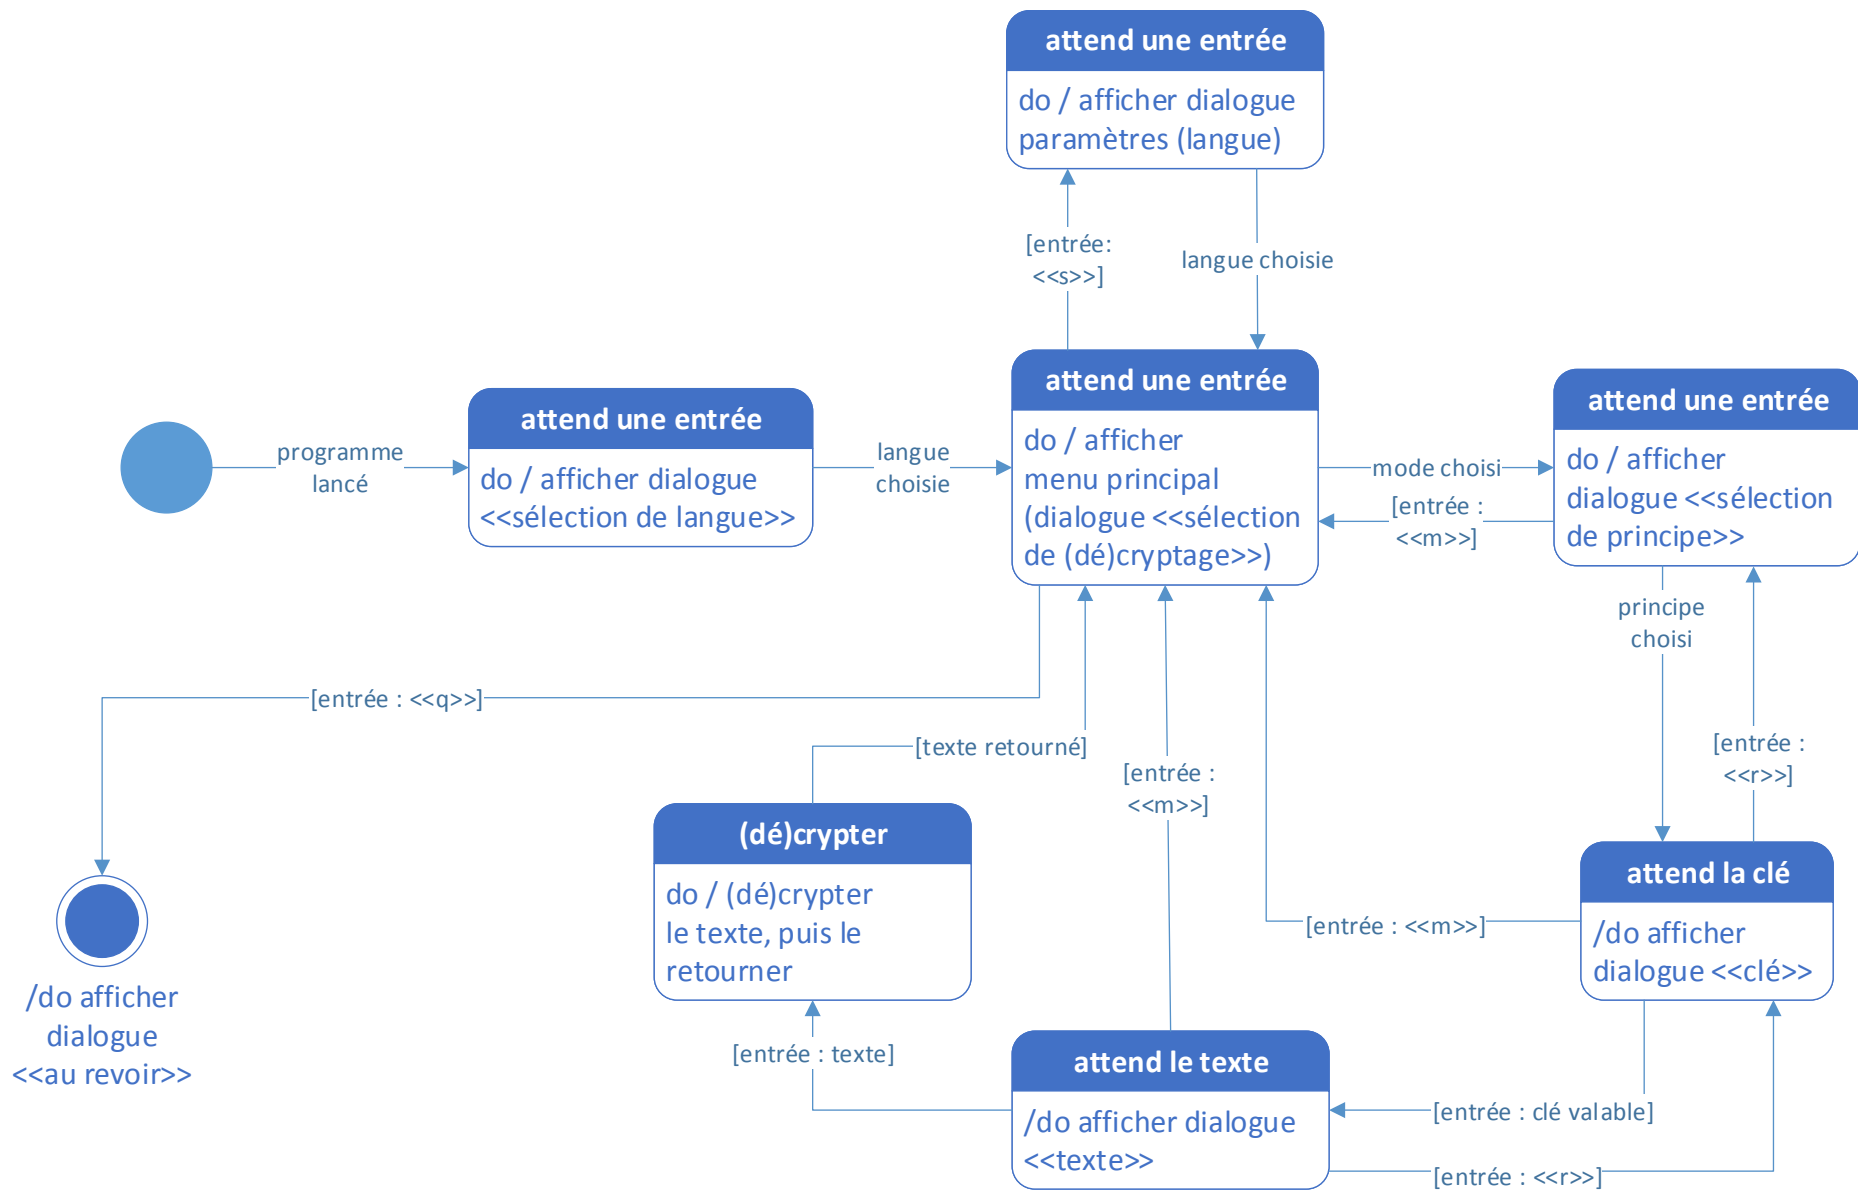 attend une entrée
do / afficher dialogue
paramètres (langue)
[entrée:
<<s>>]
langue choisie
programme
lancé
attend une entrée
do / afficher dialogue
<<sélection de langue>>
langue
choisie
attend une entrée
do / afficher
menu principal
(dialogue <<sélection
de (dé)cryptage>>)
mode choisi
[entrée :
<<m>>]
attend une entrée
do / afficher
dialogue <<sélection
de principe>>
principe
choisi
[entrée :
<<r>>]
[entrée : <<q>>]
[texte retourné]
[entrée :
<<m>>]
(dé)crypter
do / (dé)crypter
le texte, puis le
retourner
attend la clé
/do afficher
dialogue <<clé>>
[entrée : <<m>>]
/do afficher
dialogue
<<au revoir>>
[entrée : texte]
attend le texte
/do afficher dialogue
<<texte>>
[entrée : clé valable]
[entrée : <<r>>]